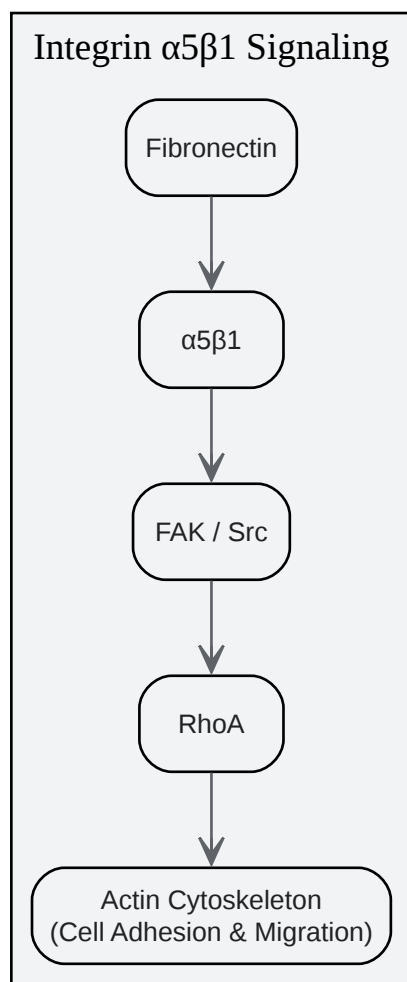 Integrin α5β1 Signaling
Fibronectin
α5β1
FAK / Src
RhoA
Actin Cytoskeleton
(Cell Adhesion & Migration)